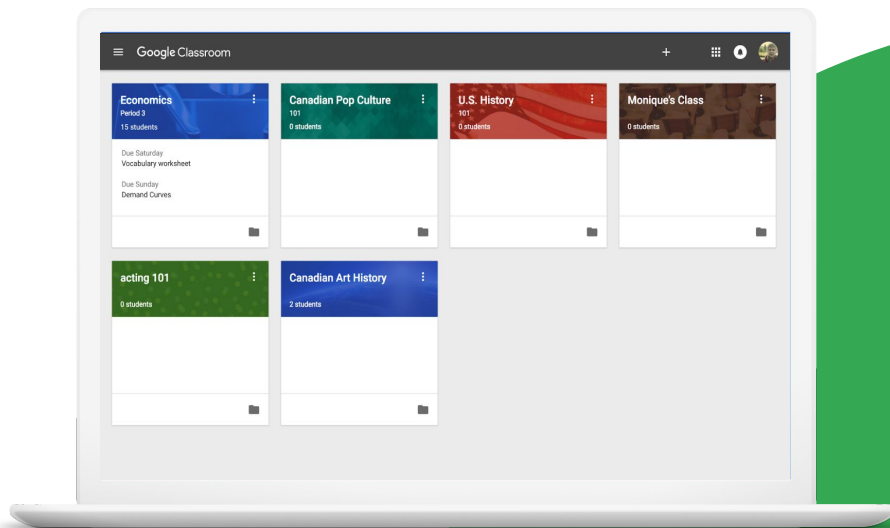 Google Classroom
Economics
Period 3
15 students
Due Saturday
Vocabulary worksheet
Due Sunday
Demand Curves
Canadian Pop Culture
101
0 students
U.S. History
101
0 students
Monique's Class
0 students
acting 101
0 students
Canadian Art History
2 students